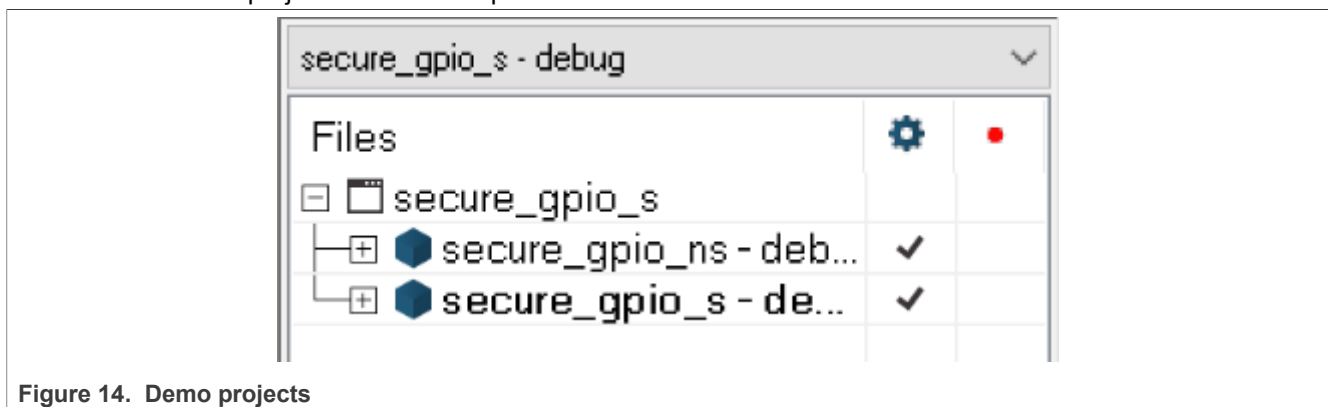 secure_gpio_s - debug
Files
secure_gpio_s
secure_gpio_ns - deb...
secure_gpio_s - de...
Figure 14. Demo projects